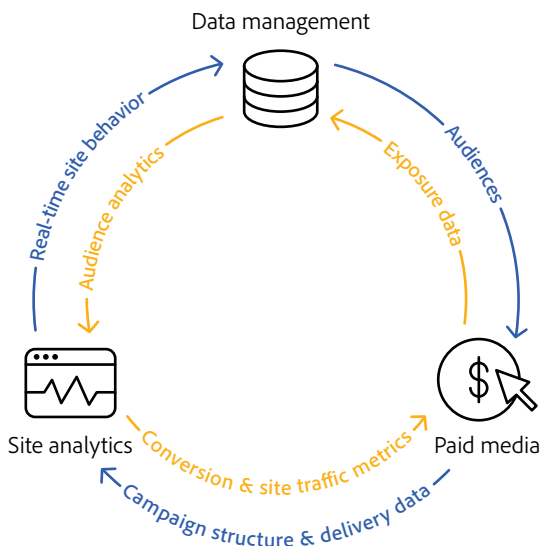 Data management
Real-time site behavior
Audience analytics
Exposure data
Audiences
$
Site analytics
Paid media
Conversion & site traffic metrics
Campaign structure & delivery data